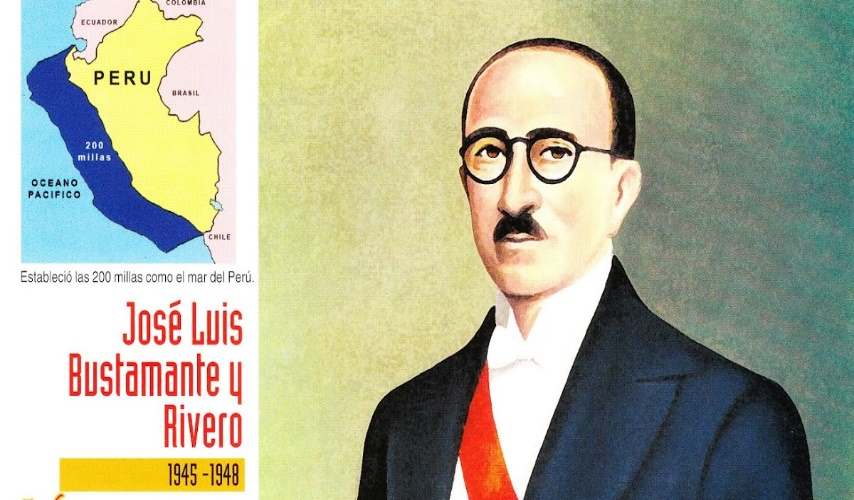 COLOMBIA
ECUADOR
PERU
BRASIL
200
millas
OCEANO
PACIFICO
CHILE
Estableció las 200 millas como el mar del Perú.
José Luis
Bustamante y
Rivero
1945 -1948